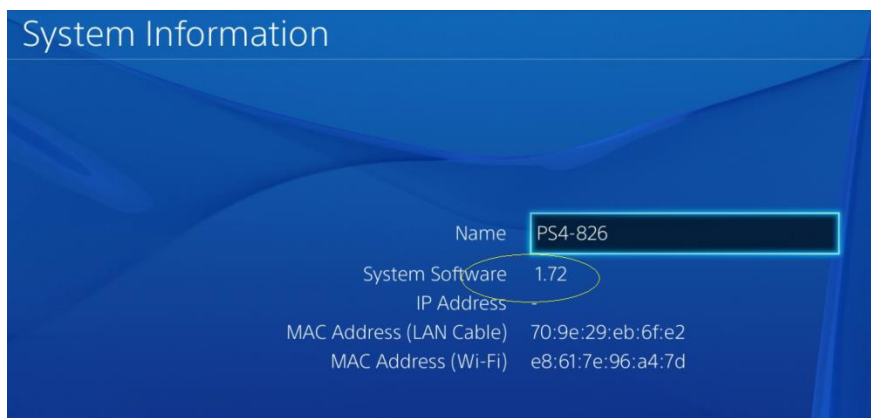 System Information
Name PS4-826
System Software 1.72
IP Address -
MAC Address (LAN Cable) 70:9e:29:eb:6f:e2
MAC Address (Wi-Fi) e8:61:7e:96:a4:7d